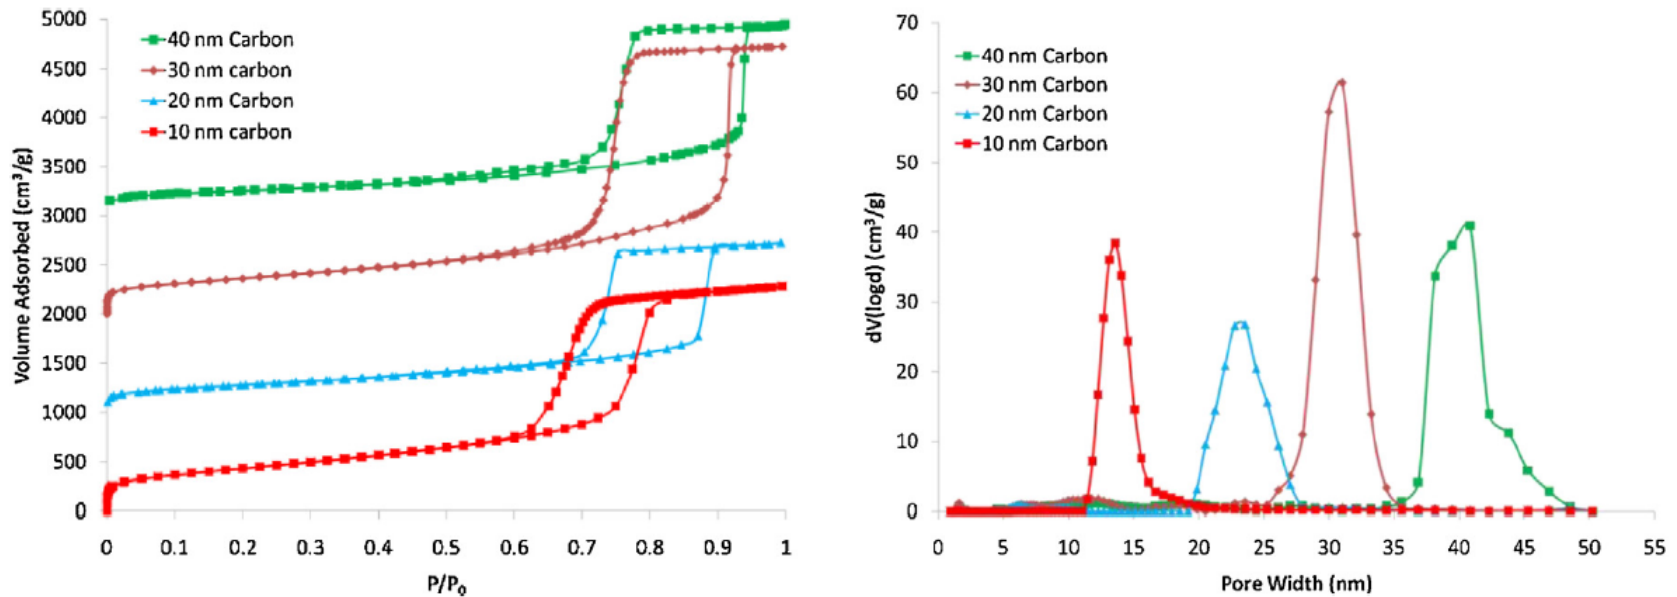 5000
4500
4000
3500
3000
2500
2000
1500
1000
500
0
Volume Adsorbed (cm³/g)
40 nm Carbon
30 nm carbon
20 nm Carbon
10 nm carbon
0 0.1 0.2 0.3 0.4 0.5 0.6 0.7 0.8 0.9 1
P/P₀
70
60
50
40
30
20
10
0
dV(logd) (cm³/g)
40 nm Carbon
30 nm Carbon
20 nm Carbon
10 nm Carbon
0 5 10 15 20 25 30 35 40 45 50 55
Pore Width (nm)